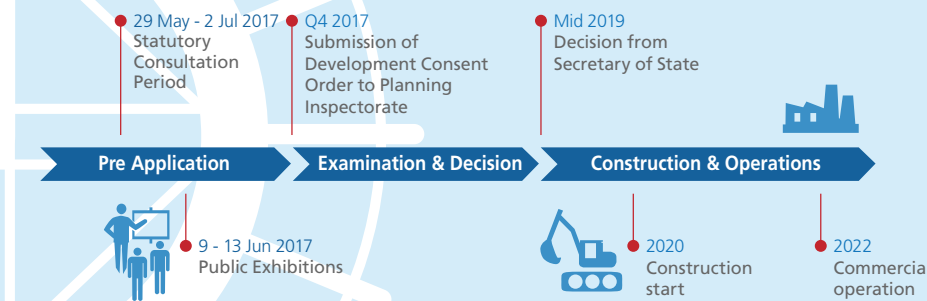 29 May - 2 Jul 2017
Statutory
Consultation
Period
Q4 2017
Submission of
Development Consent
Order to Planning
Inspectorate
Mid 2019
Decision from
Secretary of State
Pre Application
Examination & Decision
Construction & Operations
9 - 13 Jun 2017
Public Exhibitions
2020
Construction
start
2022
Commercia
operation